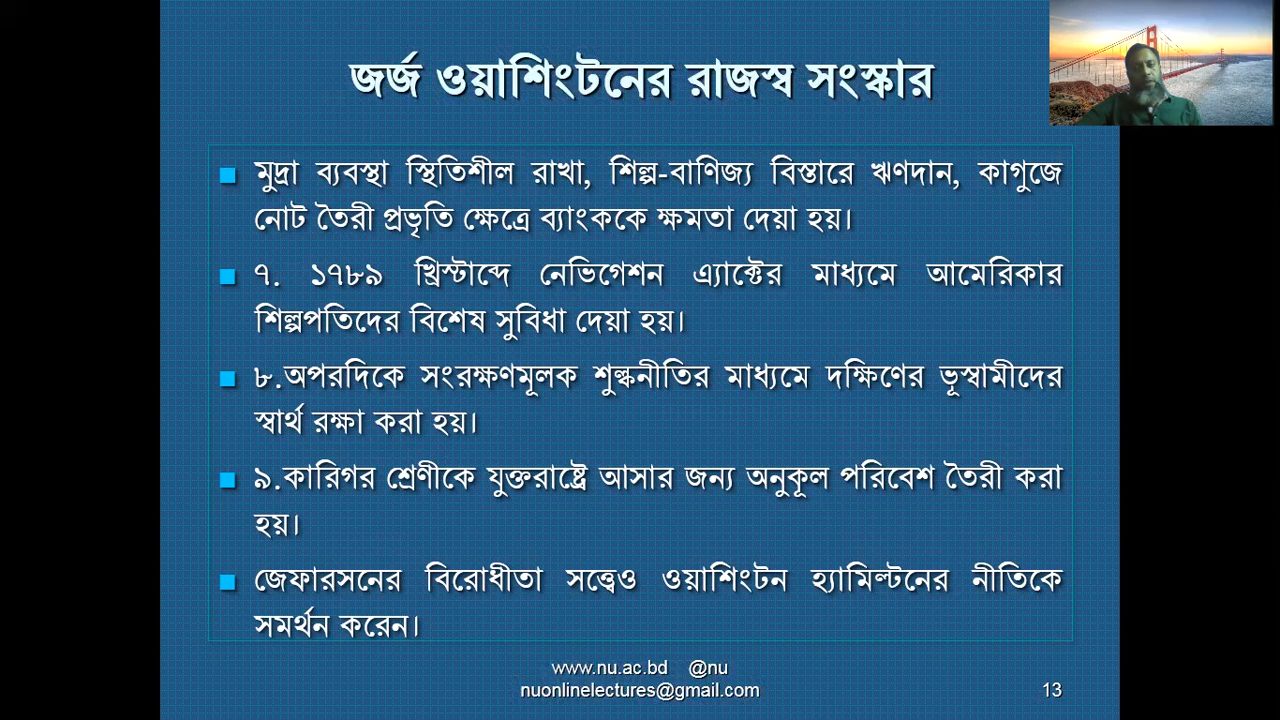 জর্জ ওয়াশিংটনের রাজস্ব সংস্কার
মুদ্রা ব্যবস্থা স্থিতিশীল রাখা, শিল্প-বাণিজ্য বিস্তারে ঋণদান, কাগুজে
নোট তৈরী প্রভৃতি ক্ষেত্রে ব্যাংককে ক্ষমতা দেয়া হয়।
৭. ১৭৮৯ খ্রিস্টাব্দে নেভিগেশন এ্যাক্টের মাধ্যমে আমেরিকার
শিল্পপতিদের বিশেষ সুবিধা দেয়া হয়।
৮.অপরদিকে সংরক্ষণমূলক শুল্কনীতির মাধ্যমে দক্ষিণের ভূস্বামীদের
স্বার্থ রক্ষা করা হয়।
৯.কারিগর শ্রেণীকে যুক্তরাষ্ট্রে আসার জন্য অনুকূল পরিবেশ তৈরী করা
হয়।
জেফারসনের বিরোধীতা সত্ত্বেও ওয়াশিংটন হ্যামিল্টনের নীতিকে
সমর্থন করেন।
www.nu.ac.bd @nu
nuonlinelectures@gmail.com
13